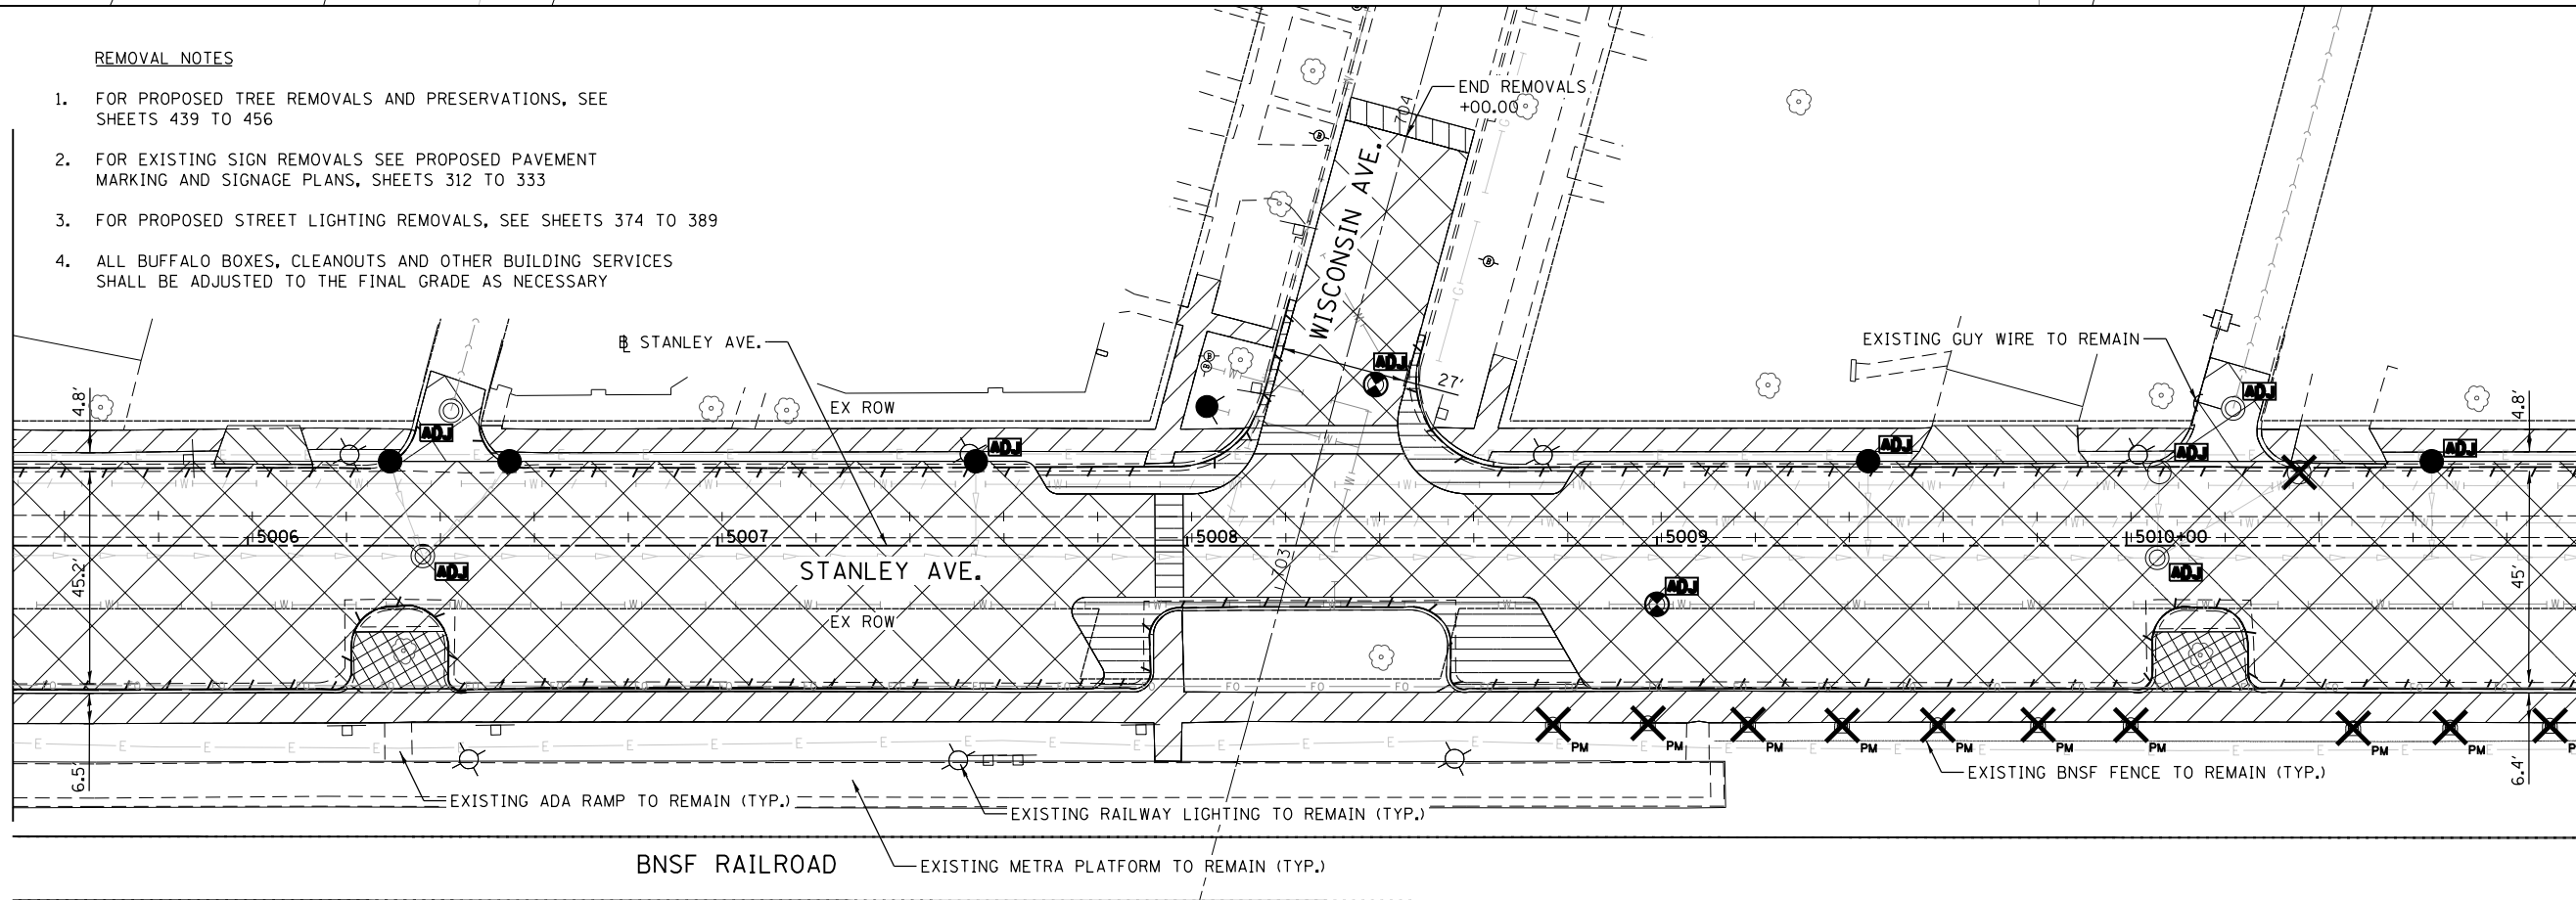 REMOVAL NOTES
1. FOR PROPOSED TREE REMOVALS AND PRESERVATIONS, SEE
SHEETS 439 TO 456
2. FOR EXISTING SIGN REMOVALS SEE PROPOSED PAVEMENT
MARKING AND SIGNAGE PLANS, SHEETS 312 TO 333
3. FOR PROPOSED STREET LIGHTING REMOVALS, SEE SHEETS 374 TO 389
4. ALL BUFFALO BOXES, CLEANOUTS AND OTHER BUILDING SERVICES
SHALL BE ADJUSTED TO THE FINAL GRADE AS NECESSARY
END REMOVALS
+00.00
704
WISCONSIN AVE.
℄ STANLEY AVE.
EXISTING GUY WIRE TO REMAIN
ADJ
27'
ADJ
4.8'
EX ROW
4.8'
ADJ
ADJ
ADJ
ADJ
ADJ
5006
5007
5008
5009
5010+00
703
STANLEY AVE.
ADJ
ADJ
ADJ
45.2'
45'
EX ROW
PM
PM
PM
PM
PM
PM
PM
PM
PM
6.5'
6.4'
EXISTING BNSF FENCE TO REMAIN (TYP.)
EXISTING ADA RAMP TO REMAIN (TYP.)
EXISTING RAILWAY LIGHTING TO REMAIN (TYP.)
BNSF RAILROAD
EXISTING METRA PLATFORM TO REMAIN (TYP.)